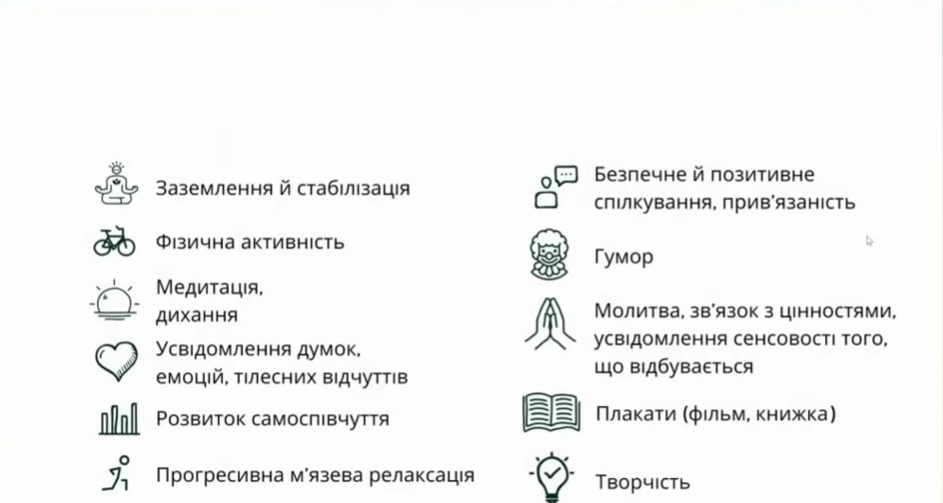 Заземлення й стабілізація
Фізична активність
Медитація,
дихання
Усвідомлення думок,
емоцій, тілесних відчуттів
Розвиток самоспівчуття
Прогресивна м’язева релаксація
Безпечне й позитивне
спілкування, прив’язаність
Гумор
Молитва, зв’язок з цінностями,
усвідомлення сенсовості того,
що відбувається
Плакати (фільм, книжка)
Творчість